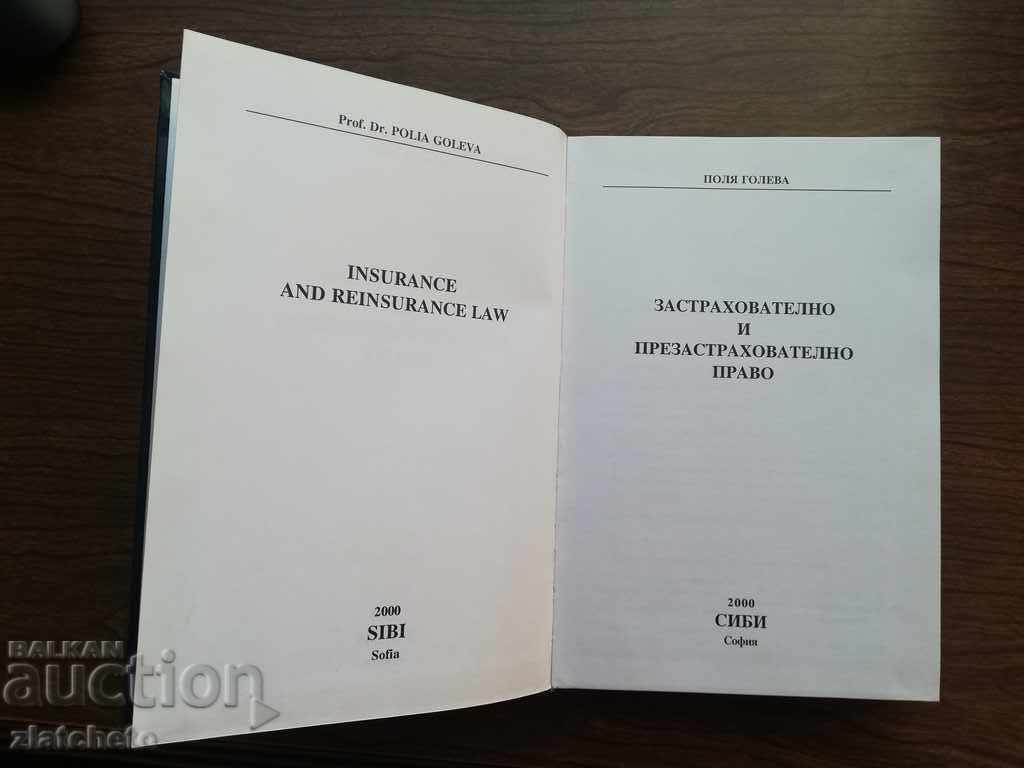 Prof. Dr. POLIA GOLEVA
INSURANCE
AND REINSURANCE LAW
2000
SIBI
Sofia
ПОЛЯ ГОЛЕВА
ЗАСТРАХОВАТЕЛНО
И
ПРЕЗАСТРАХОВАТЕЛНО
ПРАВО
2000
СИБИ
София
BALKAN
auction
zlatcheto